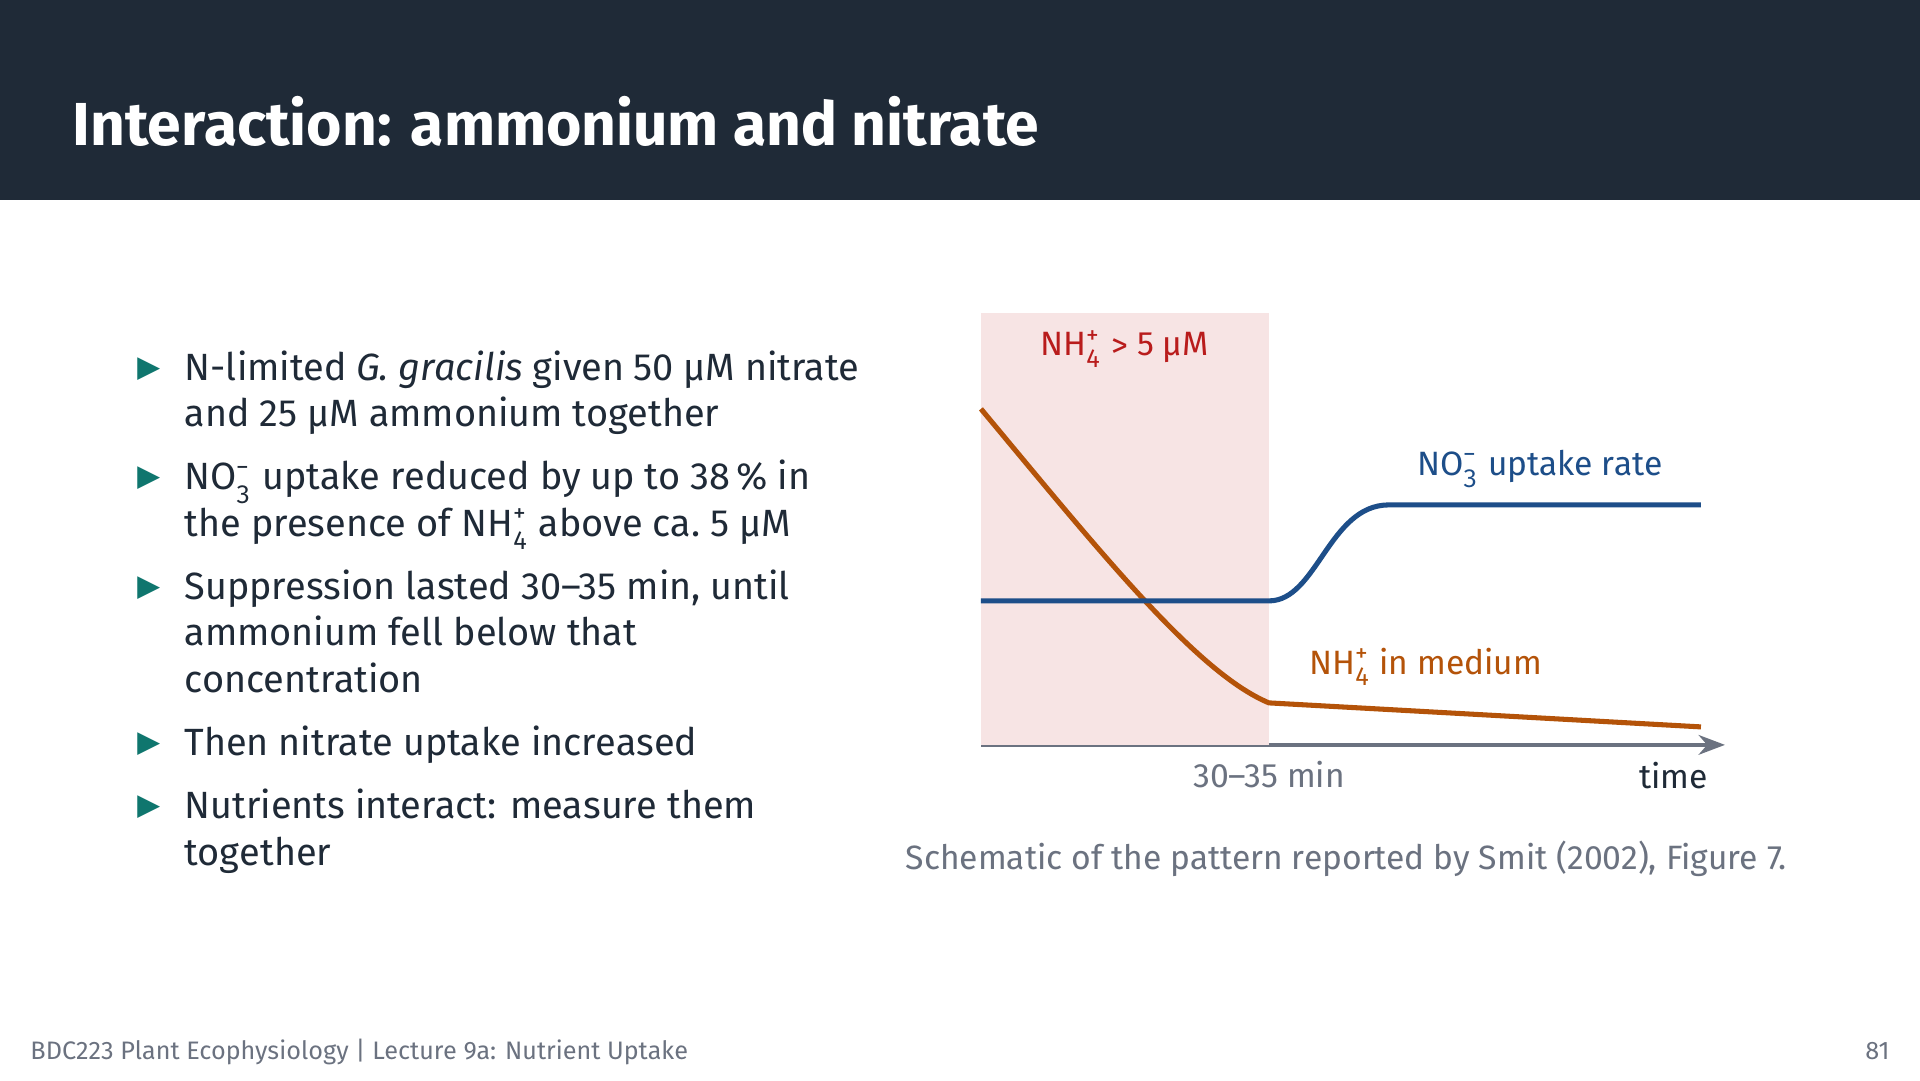 Interaction: ammonium and nitrate
► N-limited G. gracilis given 50 µM nitrate
and 25 µM ammonium together
► NO₃⁻ uptake reduced by up to 38 % in
the presence of NH₄⁺ above ca. 5 µM
► Suppression lasted 30–35 min, until
ammonium fell below that
concentration
► Then nitrate uptake increased
► Nutrients interact: measure them
together
NH₄⁺ > 5 µM
NO₃⁻ uptake rate
NH₄⁺ in medium
30–35 min
time
Schematic of the pattern reported by Smit (2002), Figure 7.
BDC223 Plant Ecophysiology | Lecture 9a: Nutrient Uptake
81